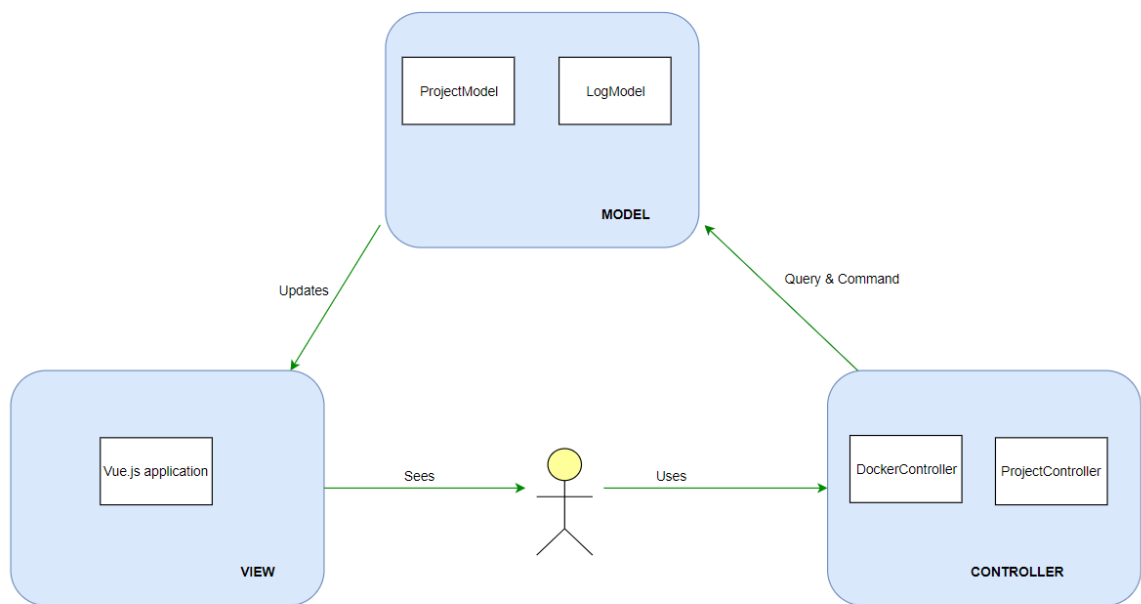 ProjectModel
LogModel
MODEL
Query & Command
Updates
Vue.js application
Sees
Uses
DockerController
ProjectController
VIEW
CONTROLLER